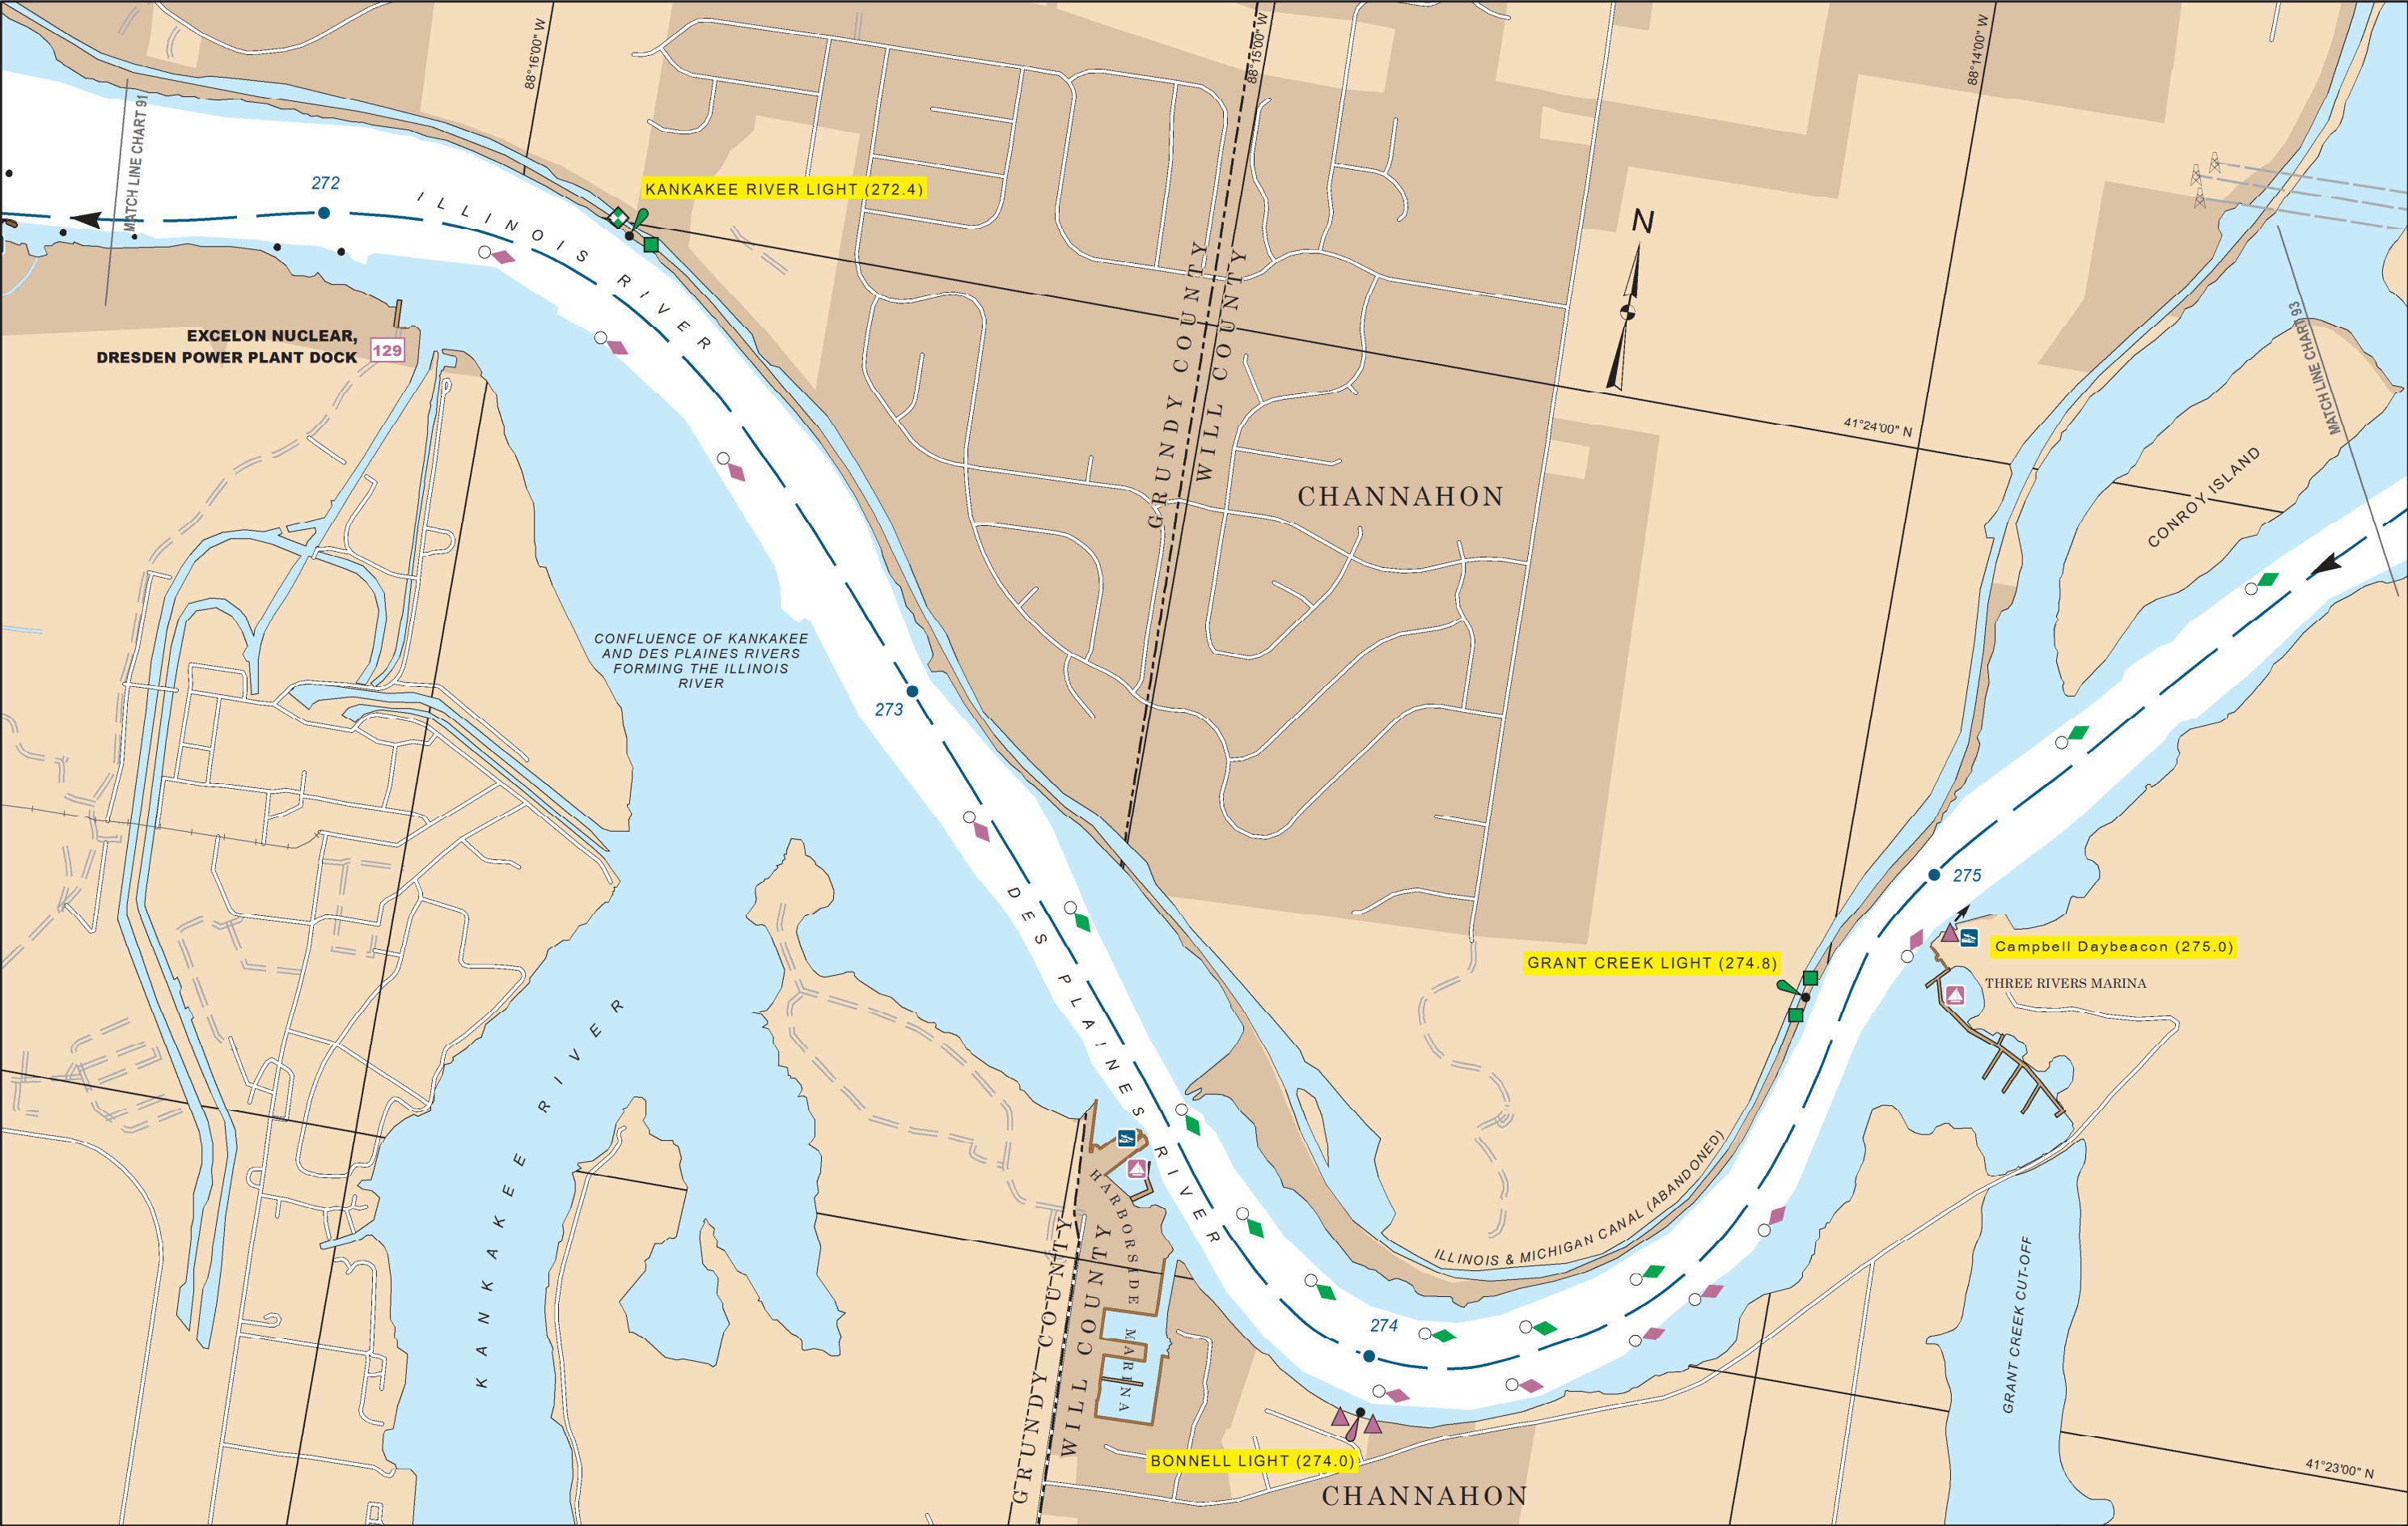 88°16'00" W
88°15'00" W
88°14'00" W
MATCH LINE CHART 91
272
ILLINOIS RIVER
KANKAKEE RIVER LIGHT (272.4)
N
EXCELON NUCLEAR,
DRESDEN POWER PLANT DOCK
129
GRUNDY COUNTY
WILL COUNTY
CHANNAHON
41°24'00" N
MATCH LINE CHART 93
CONROY ISLAND
CONFLUENCE OF KANKAKEE
AND DES PLAINES RIVERS
FORMING THE ILLINOIS
RIVER
273
DES PLAINES RIVER
275
Campbell Daybeacon (275.0)
GRANT CREEK LIGHT (274.8)
THREE RIVERS MARINA
KANKAKEE RIVER
HARBORSIDE MARINA
ILLINOIS & MICHIGAN CANAL (ABANDONED)
GRANT CREEK CUT-OFF
GRUNDY COUNTY
WILL COUNTY
274
BONNELL LIGHT (274.0)
CHANNAHON
41°23'00" N